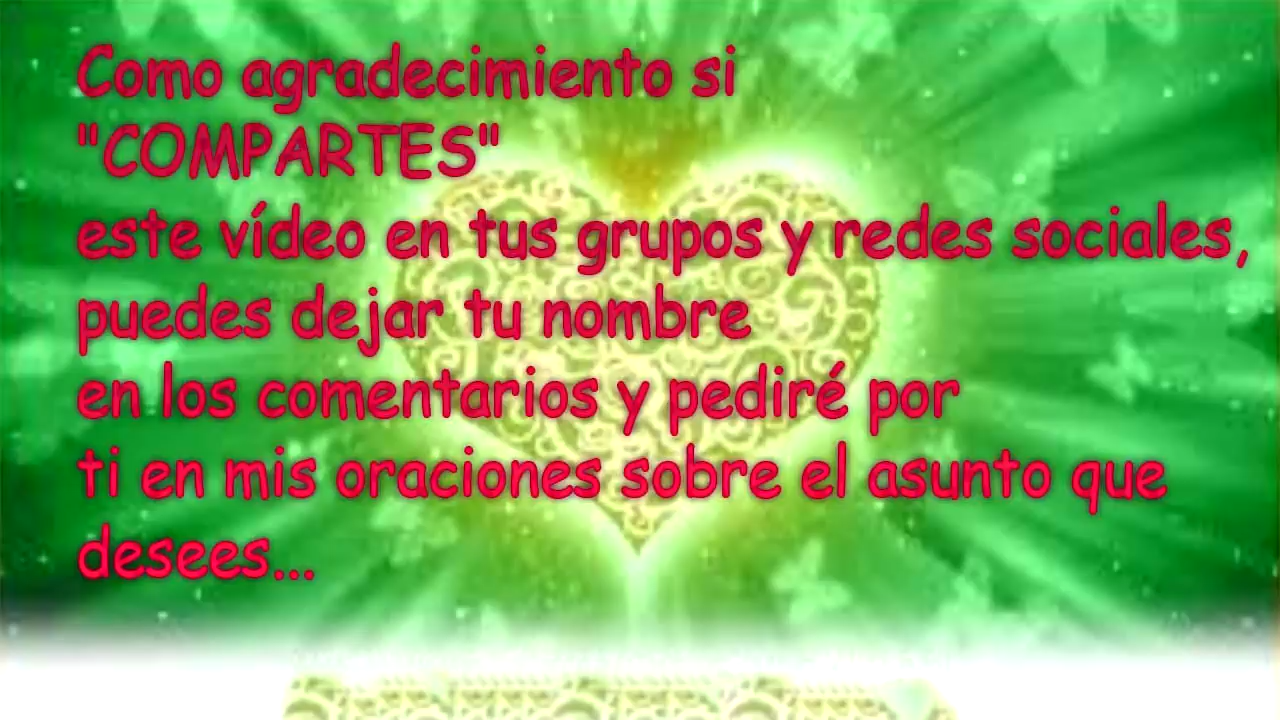 Como agradecimiento si
"COMPARTES"
este vídeo en tus grupos y redes sociales,
puedes dejar tu nombre
en los comentarios y pediré por
ti en mis oraciones sobre el asunto que
desees...